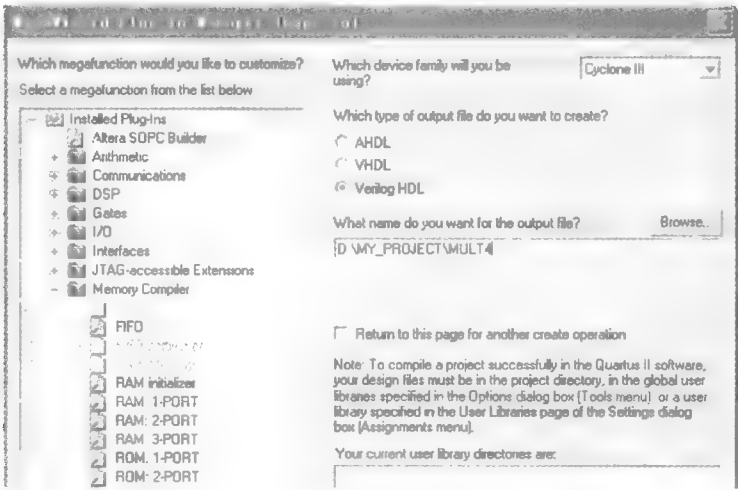 Which megafunction would you like to customize?
Select a megafunction from the list below
Installed Plug-Ins
Altera SOPC Builder
Arithmetic
Communications
DSP
Gates
I/O
Interfaces
JTAG-accessible Extensions
Memory Compiler
FIFO
RAM initializer
RAM: 1-PORT
RAM: 2-PORT
RAM: 3-PORT
ROM: 1-PORT
ROM: 2-PORT
Which device family will you be
using?
Cyclone III
Which type of output file do you want to create?
AHDL
VHDL
Verilog HDL
What name do you want for the output file?
Browse..
D:\MY_PROJECT\MULT4
Return to this page for another create operation
Note: To compile a project successfully in the Quartus II software,
your design files must be in the project directory, in the global user
libraries specified in the Options dialog box (Tools menu), or a user
library specified in the User Libraries page of the Settings dialog
box (Assignments menu).
Your current user library directories are: